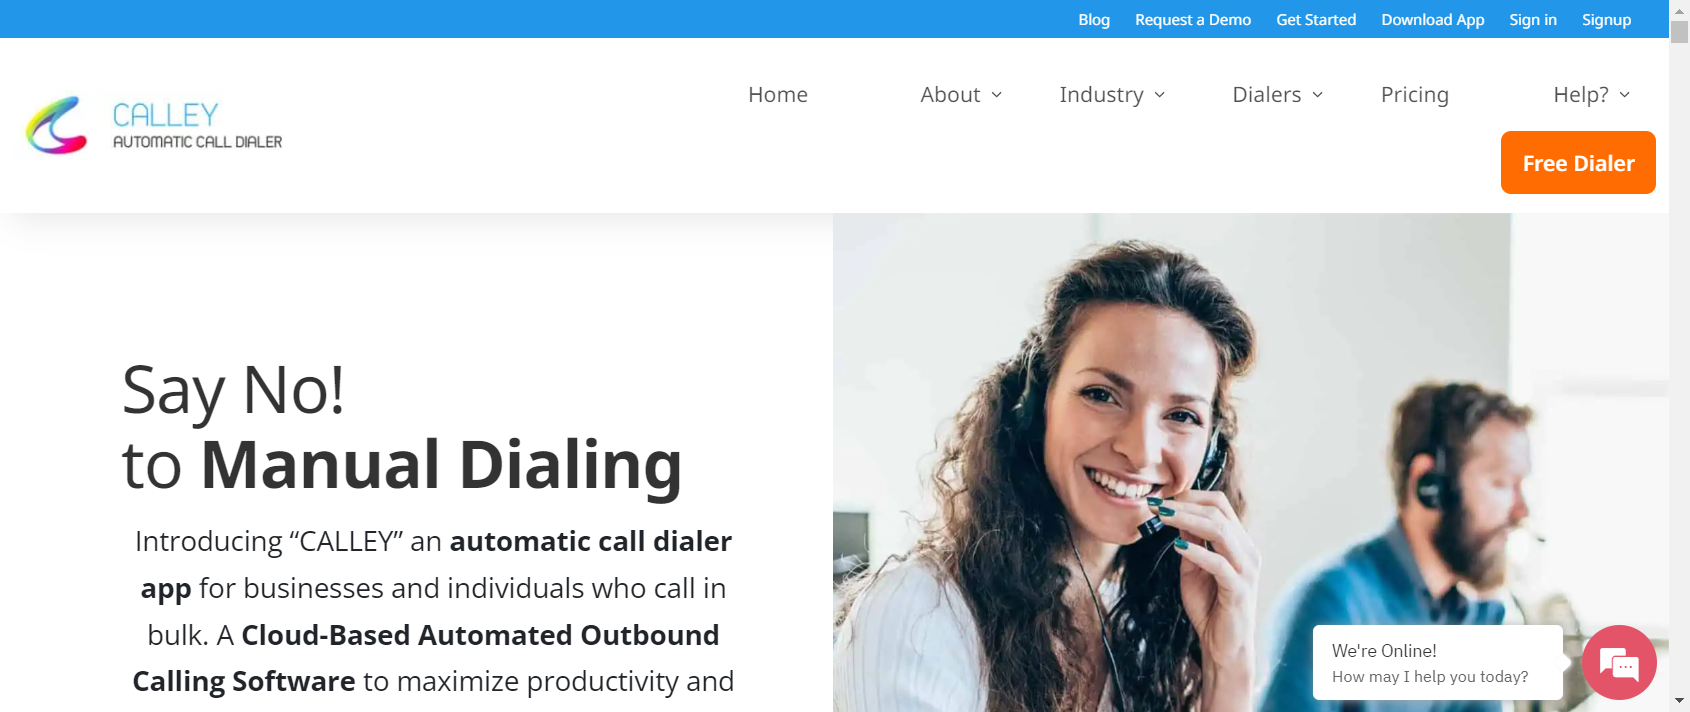 Blog Request a Demo Get Started Download App Sign in Signup
CALLEY
AUTOMATIC CALL DIALER
Home About Industry Dialers Pricing Help?
Free Dialer
Say No!
to Manual Dialing
Introducing “CALLEY” an automatic call dialer
app for businesses and individuals who call in
bulk. A Cloud-Based Automated Outbound
Calling Software to maximize productivity and
We're Online!
How may I help you today?